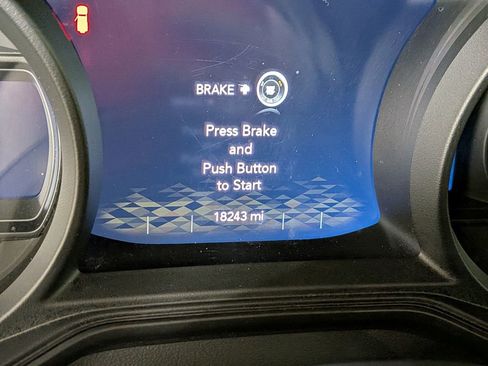 BRAKE +
Press Brake
and
Push Button
to Start
18243 mi